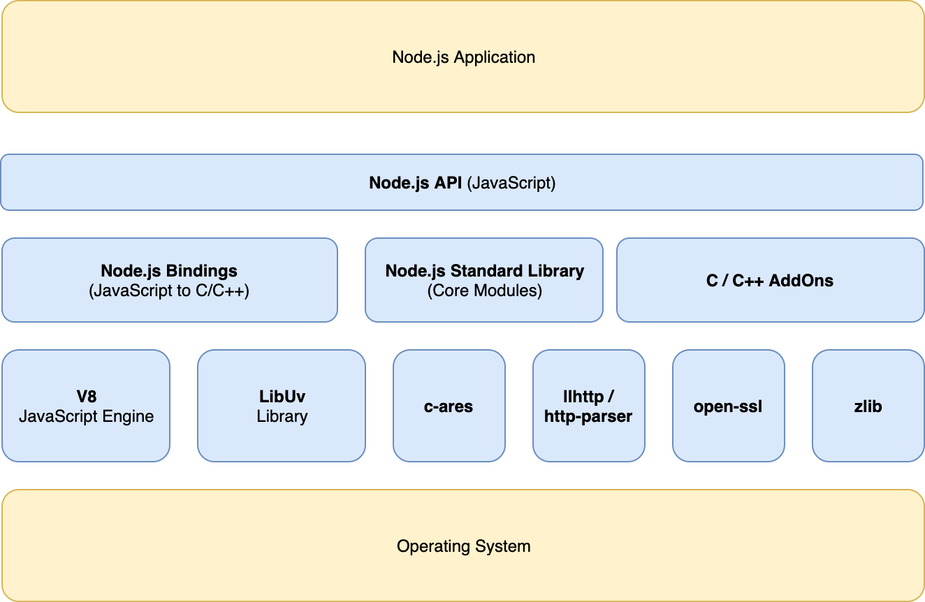 Node.js Application
Node.js API (JavaScript)
Node.js Bindings
(JavaScript to C/C++)
Node.js Standard Library
(Core Modules)
C / C++ AddOns
V8
JavaScript Engine
LibUv
Library
c-ares
llhttp /
http-parser
open-ssl
zlib
Operating System